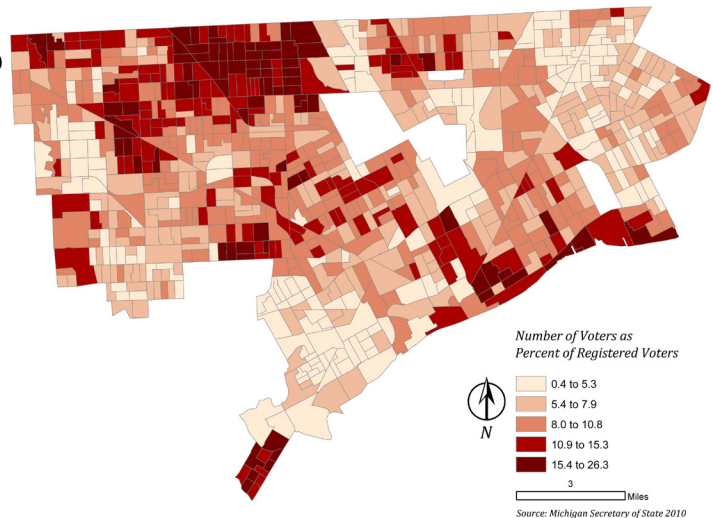 Number of Voters as
Percent of Registered Voters
0.4 to 5.3
5.4 to 7.9
8.0 to 10.8
10.9 to 15.3
15.4 to 26.3
N
3
Miles
Source: Michigan Secretary of State 2010